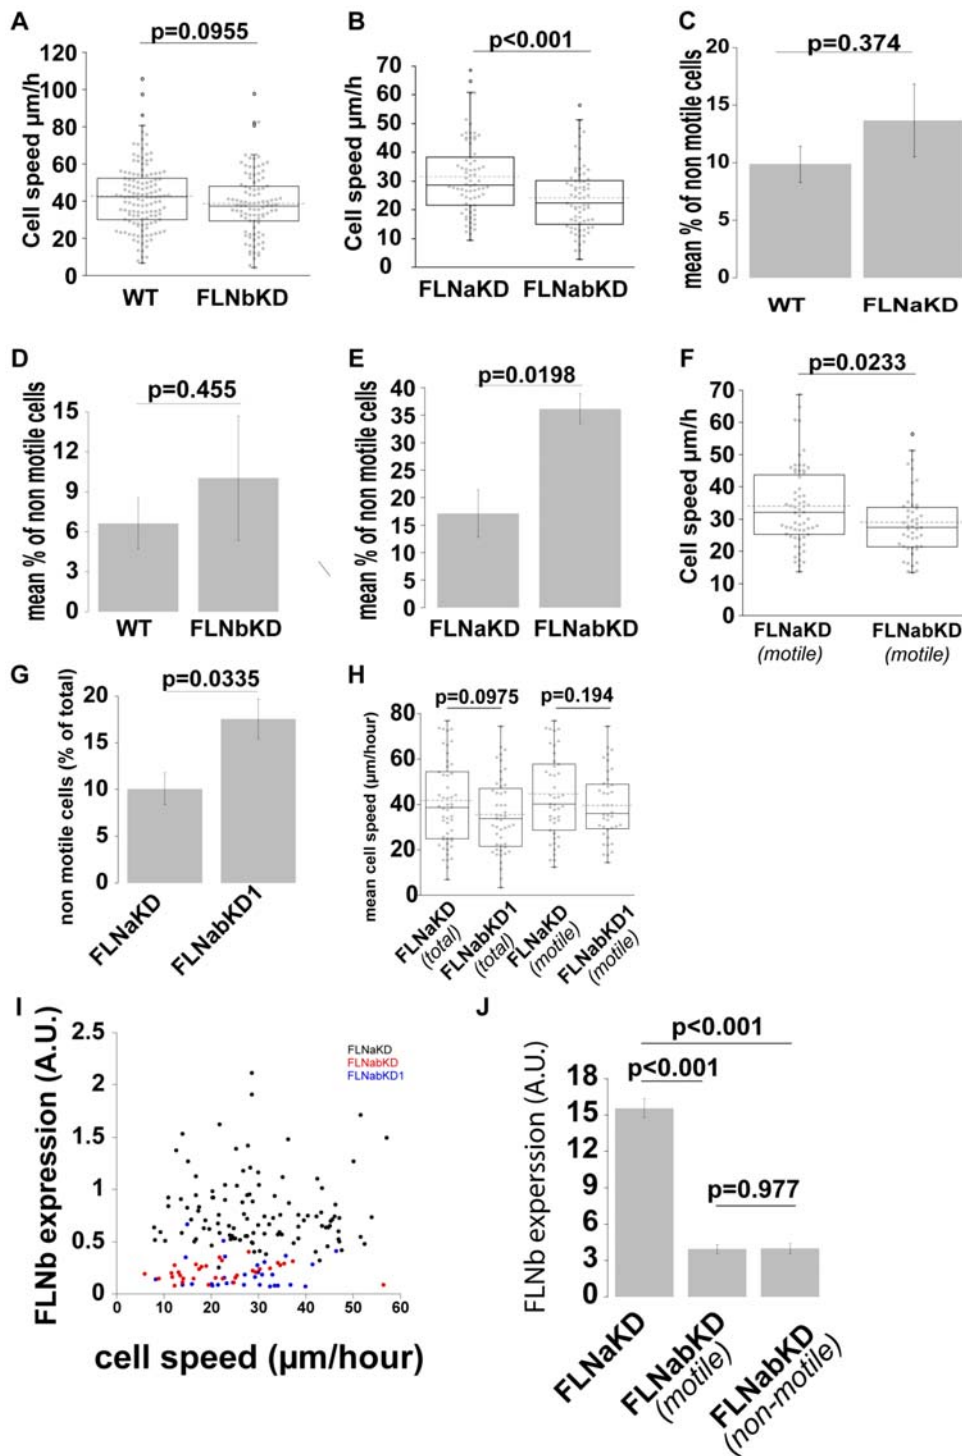 A
p=0.0955
Cell speed µm/h
120
100
80
60
40
20
0
WT
FLNbKD
B
p<0.001
Cell speed µm/h
70
60
50
40
30
20
10
0
FLNaKD
FLNabKD
C
p=0.374
mean % of non motile cells
20
15
10
5
0
WT
FLNaKD
D
p=0.455
mean % of non motile cells
15
12
9
6
3
0
WT
FLNbKD
E
p=0.0198
mean % of non motile cells
40
35
30
25
20
15
10
5
0
FLNaKD
FLNabKD
F
p=0.0233
Cell speed µm/h
70
60
50
40
30
20
10
0
FLNaKD
(motile)
FLNabKD
(motile)
G
p=0.0335
non motile cells (% of total)
20
15
10
5
0
FLNaKD
FLNabKD1
H
p=0.0975
p=0.194
mean cell speed (µm/hour)
80
60
40
20
0
FLNaKD
(total)
FLNabKD1
(total)
FLNaKD
(motile)
FLNabKD1
(motile)
I
FLNb expression (A.U.)
2.5
2
1.5
1
0.5
0
FLNaKD
FLNabKD
FLNabKD1
0
10
20
30
40
50
60
cell speed (µm/hour)
J
p<0.001
p<0.001
p=0.977
FLNb experssion (A.U.)
18
15
12
9
6
3
0
FLNaKD
FLNabKD
(motile)
FLNabKD
(non-motile)